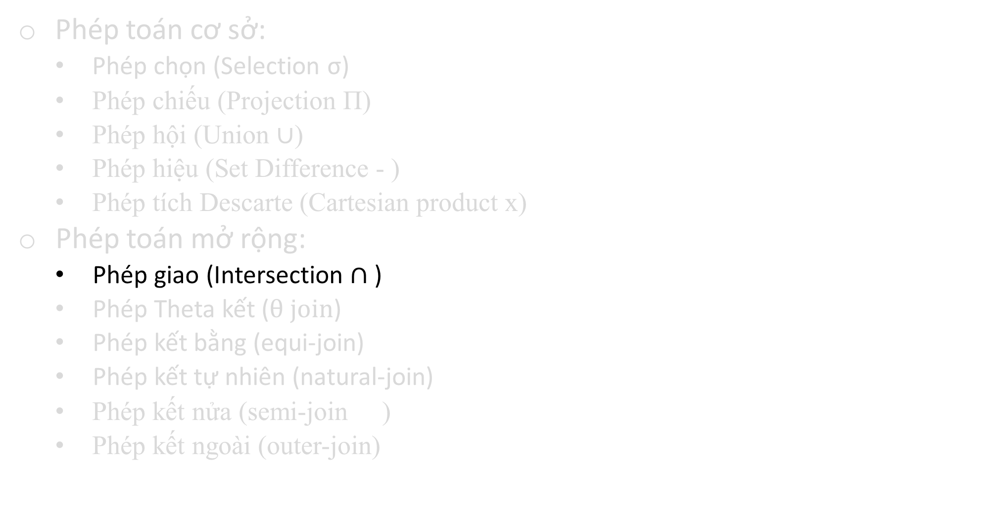 ○ Phép toán cơ sở:
• Phép chọn (Selection σ)
• Phép chiếu (Projection Π)
• Phép hội (Union ∪)
• Phép hiệu (Set Difference - )
• Phép tích Descarte (Cartesian product x)
○ Phép toán mở rộng:
• Phép giao (Intersection ∩ )
• Phép Theta kết (θ join)
• Phép kết bằng (equi-join)
• Phép kết tự nhiên (natural-join)
• Phép kết nửa (semi-join )
• Phép kết ngoài (outer-join)